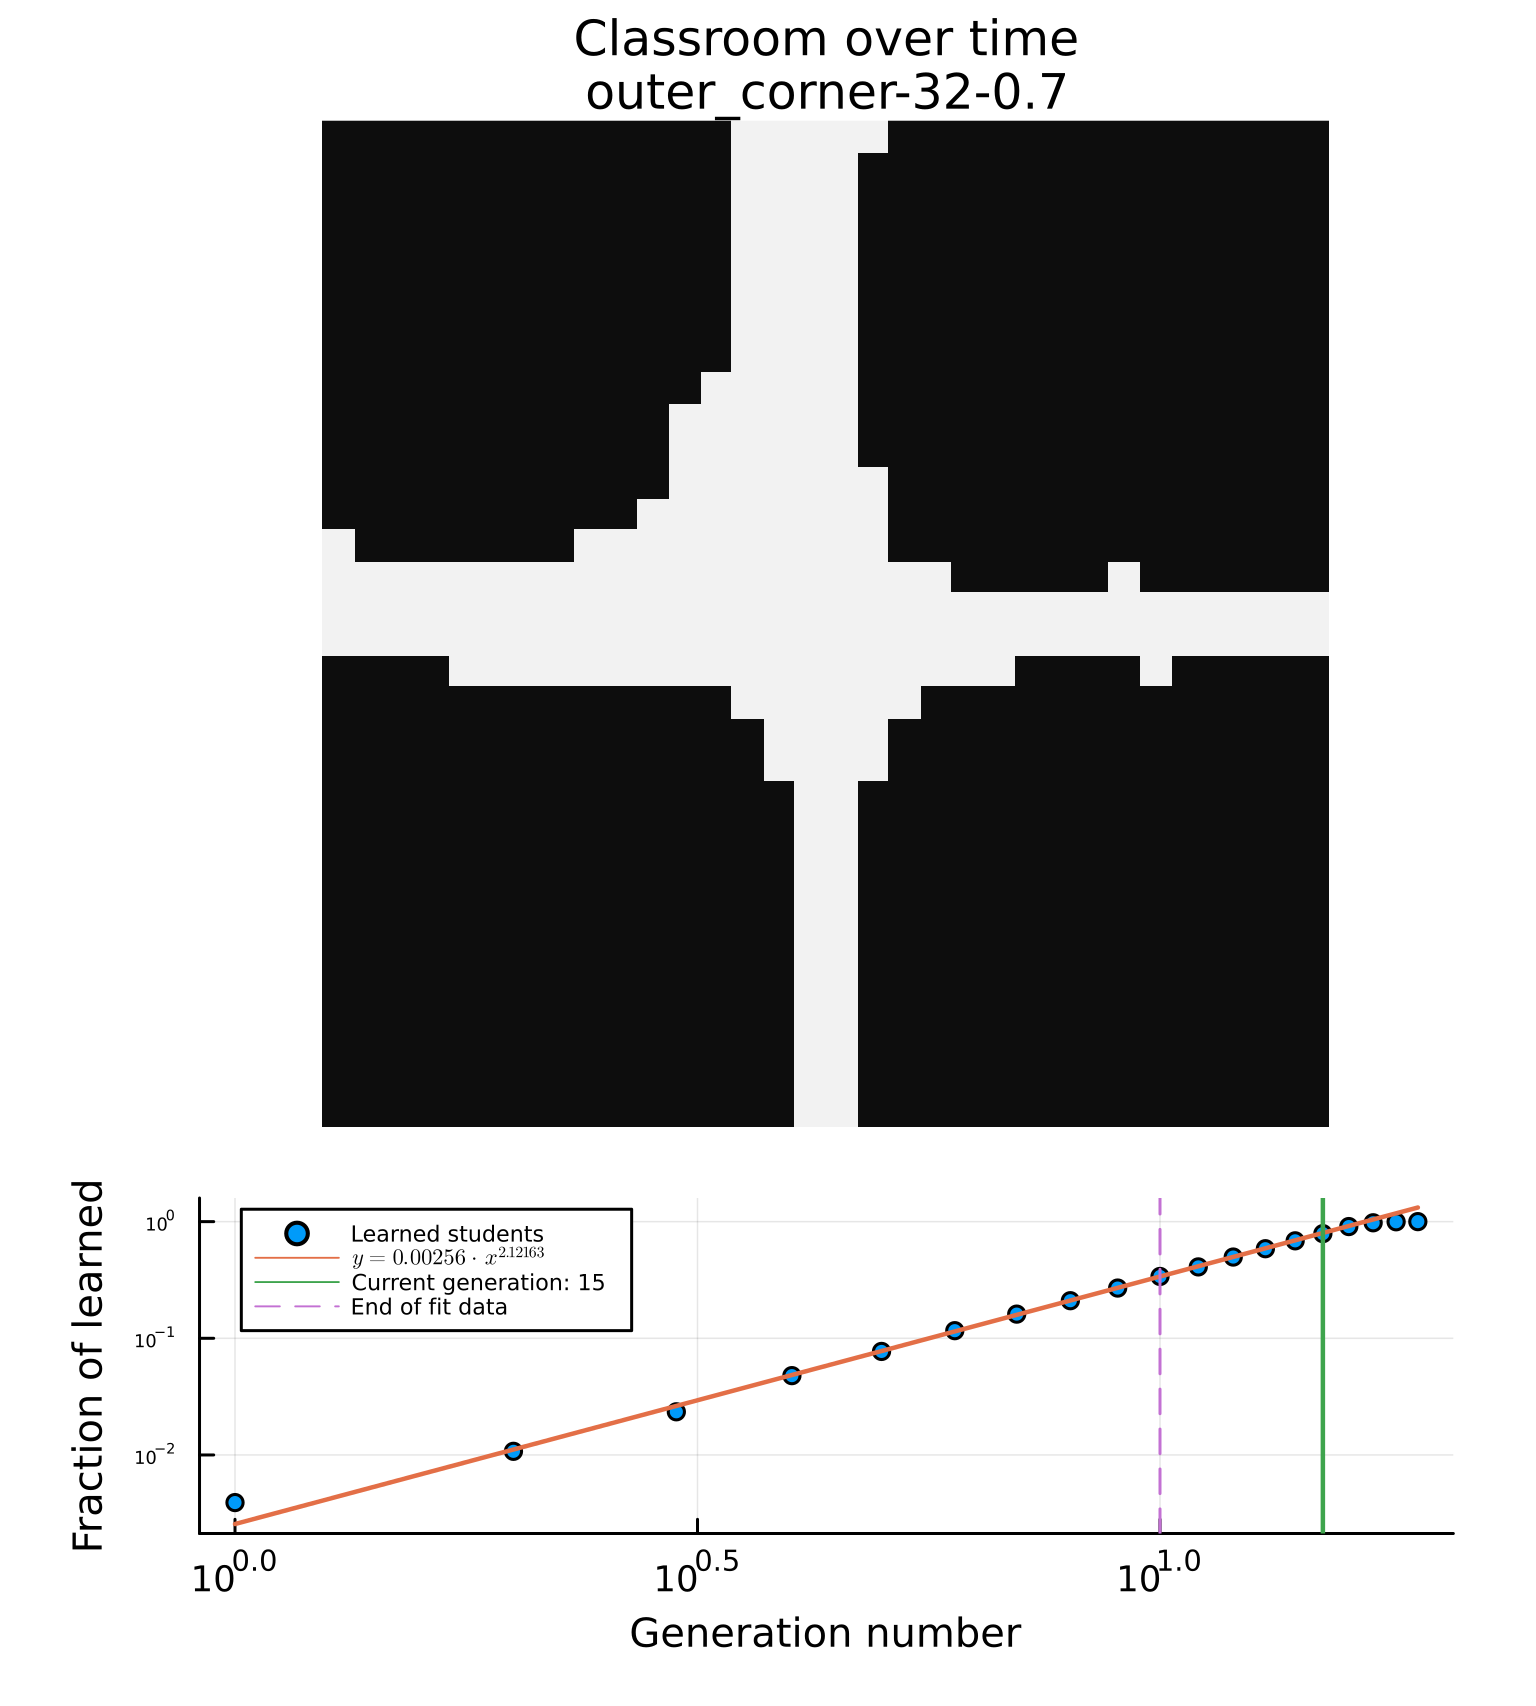 Classroom over time
outer_corner-32-0.7
Fraction of learned
10^0
10^-1
10^-2
Learned students
y = 0.00256 · x^2.12163
Current generation: 15
End of fit data
10^0.0 10^0.5 10^1.0
Generation number